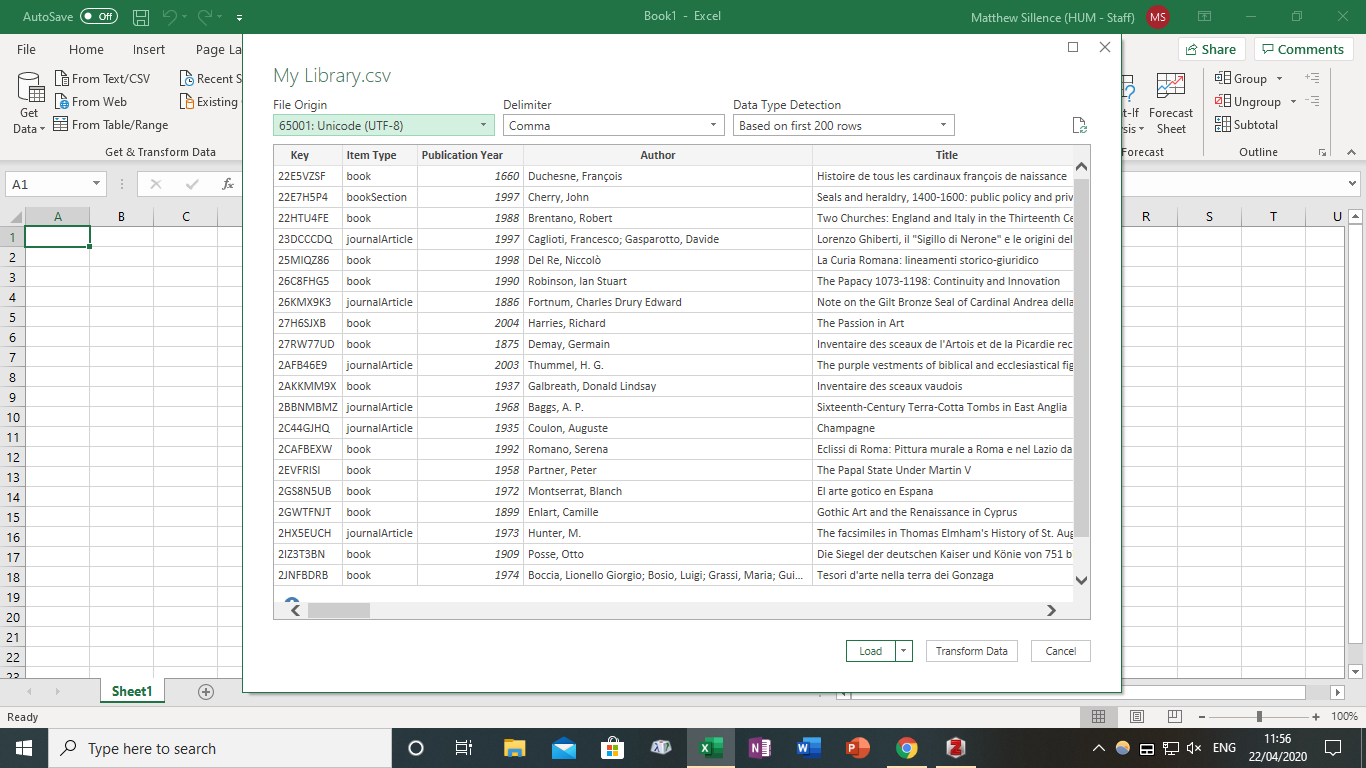 AutoSave Off Book1 - Excel Matthew Sillence (HUM - Staff) MS
File Home Insert Page La Share Comments
From Text/CSV Recent S
From Web Existing
From Table/Range
Get Data
Get & Transform Data
t-If
sis
Forecast Sheet
Forecast
Group
Ungroup
Subtotal
Outline
A1 fx
A B C R S T U
1
2
3
4
5
6
7
8
9
10
11
12
13
14
15
16
17
18
19
20
21
22
23
My Library.csv
File Origin Delimiter Data Type Detection
65001: Unicode (UTF-8) Comma Based on first 200 rows
Key Item Type Publication Year Author Title
22E5VZSF book 1660 Duchesne, François Histoire de tous les cardinaux françois de naissance
22E7H5P4 bookSection 1997 Cherry, John Seals and heraldry, 1400-1600: public policy and priv
22HTU4FE book 1988 Brentano, Robert Two Churches: England and Italy in the Thirteenth Ce
23DCCCDQ journalArticle 1997 Caglioti, Francesco; Gasparotto, Davide Lorenzo Ghiberti, il "Sigillo di Nerone" e le origini del
25MIQZ86 book 1998 Del Re, Niccolò La Curia Romana: lineamenti storico-giuridico
26C8FHG5 book 1990 Robinson, Ian Stuart The Papacy 1073-1198: Continuity and Innovation
26KMX9K3 journalArticle 1886 Fortnum, Charles Drury Edward Note on the Gilt Bronze Seal of Cardinal Andrea della
27H6SJXB book 2004 Harries, Richard The Passion in Art
27RW77UD book 1875 Demay, Germain Inventaire des sceaux de l'Artois et de la Picardie rec
2AFB46E9 journalArticle 2003 Thummel, H. G. The purple vestments of biblical and ecclesiastical fig
2AKKMM9X book 1937 Galbreath, Donald Lindsay Inventaire des sceaux vaudois
2BBNMBMZ journalArticle 1968 Baggs, A. P. Sixteenth-Century Terra-Cotta Tombs in East Anglia
2C44GJHQ journalArticle 1935 Coulon, Auguste Champagne
2CAFBEXW book 1992 Romano, Serena Eclissi di Roma: Pittura murale a Roma e nel Lazio da
2EVFRISI book 1958 Partner, Peter The Papal State Under Martin V
2GS8N5UB book 1972 Montserrat, Blanch El arte gotico en Espana
2GWTFNJT book 1899 Enlart, Camille Gothic Art and the Renaissance in Cyprus
2HX5EUCH journalArticle 1973 Hunter, M. The facsimiles in Thomas Elmham's History of St. Aug
2IZ3T3BN book 1909 Posse, Otto Die Siegel der deutschen Kaiser und Könie von 751 b
2JNFBDRB book 1974 Boccia, Lionello Giorgio; Bosio, Luigi; Grassi, Maria; Gui... Tesori d'arte nella terra dei Gonzaga
Load Transform Data Cancel
Sheet1
Ready 100%
Type here to search ENG 11:56
22/04/2020